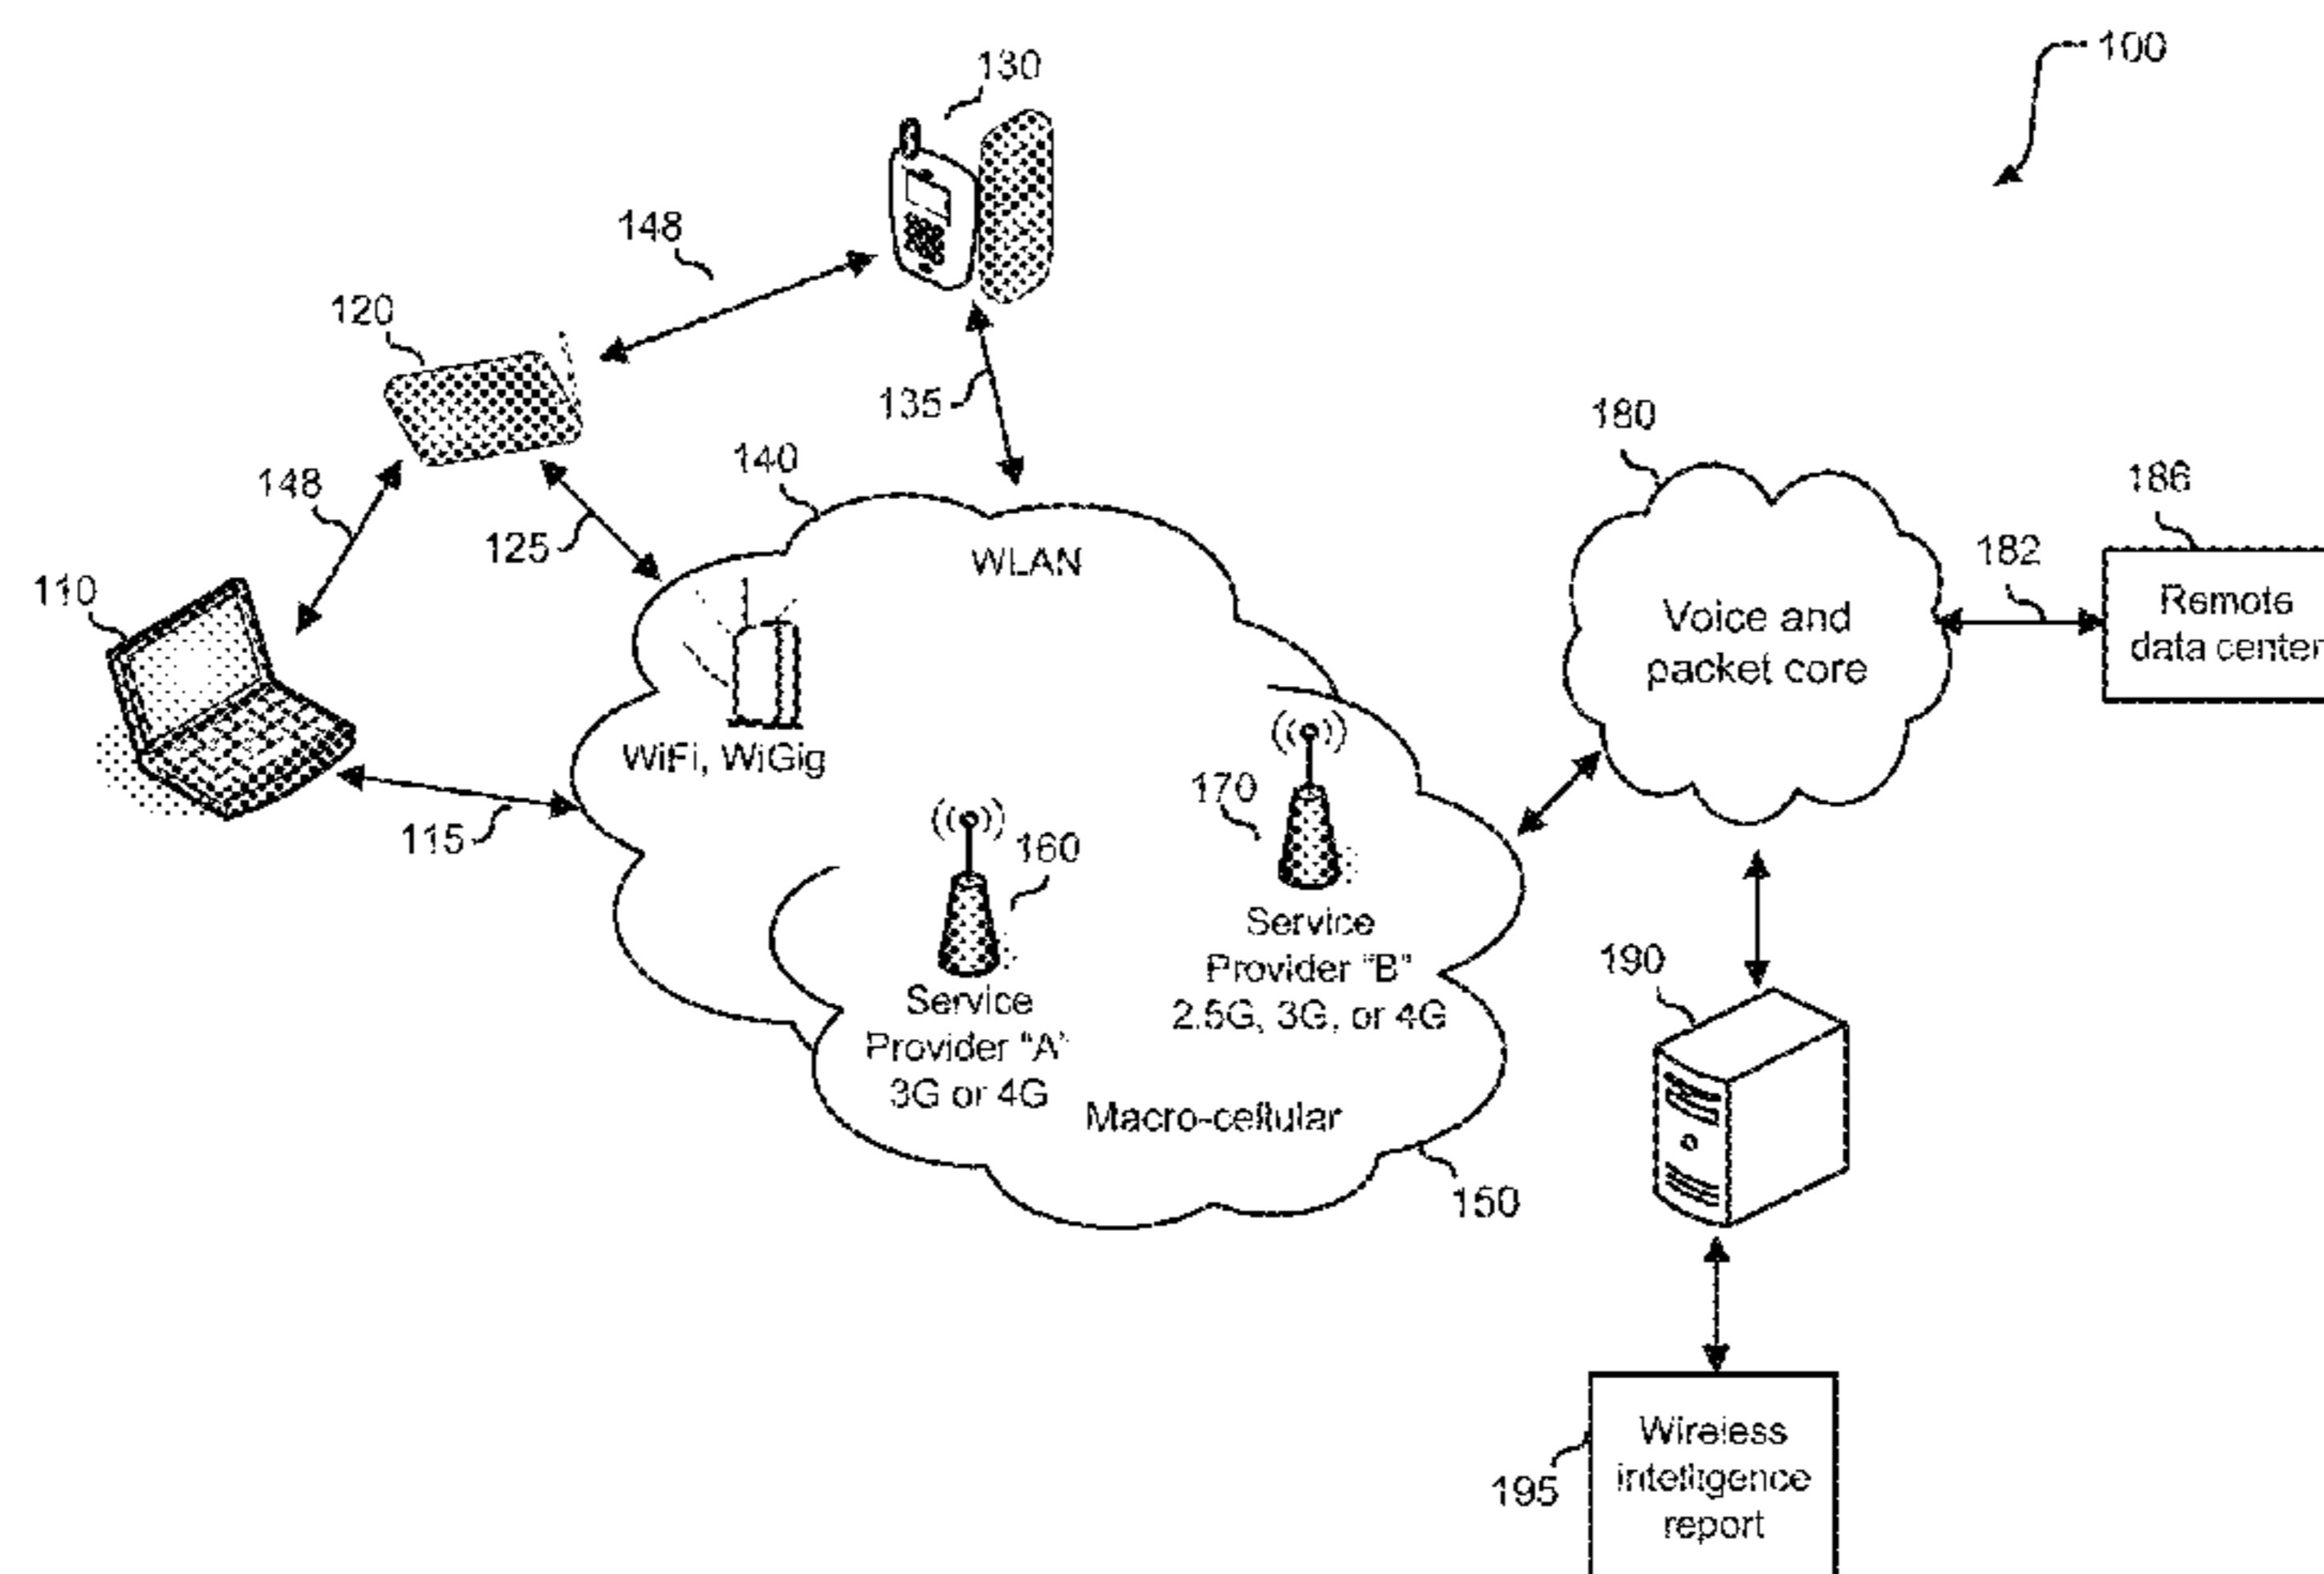 100
130
148
120
135
180
140
186
148
125
182
WLAN
110
Remote
data center
Voice and
packet core
WiFi, WiGig
170
115
160
Service
Provider "B"
2.5G, 3G, or 4G
190
Service
Provider "A"
3G or 4G
Macro-cellular
150
Wireless
intelligence
report
195